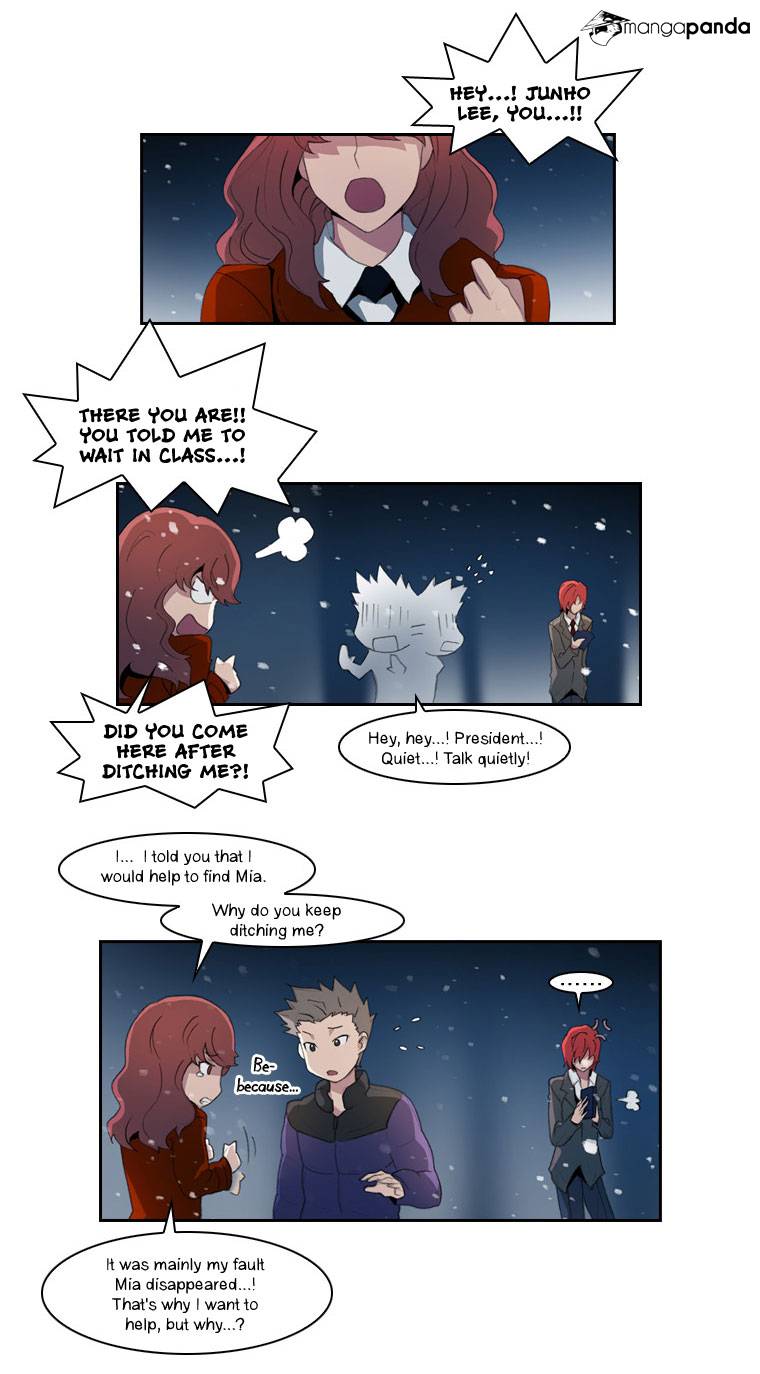 mangapanda
HEY...! JUNHO
LEE, YOU...!!
THERE YOU ARE!!
YOU TOLD ME TO
WAIT IN CLASS...!
DID YOU COME
HERE AFTER
DITCHING ME?!
Hey, hey...! President...!
Quiet...! Talk quietly!
I... I told you that I
would help to find Mia.
Why do you keep
ditching me?
......
Be-
because...
It was mainly my fault
Mia disappeared...!
That's why I want to
help, but why...?